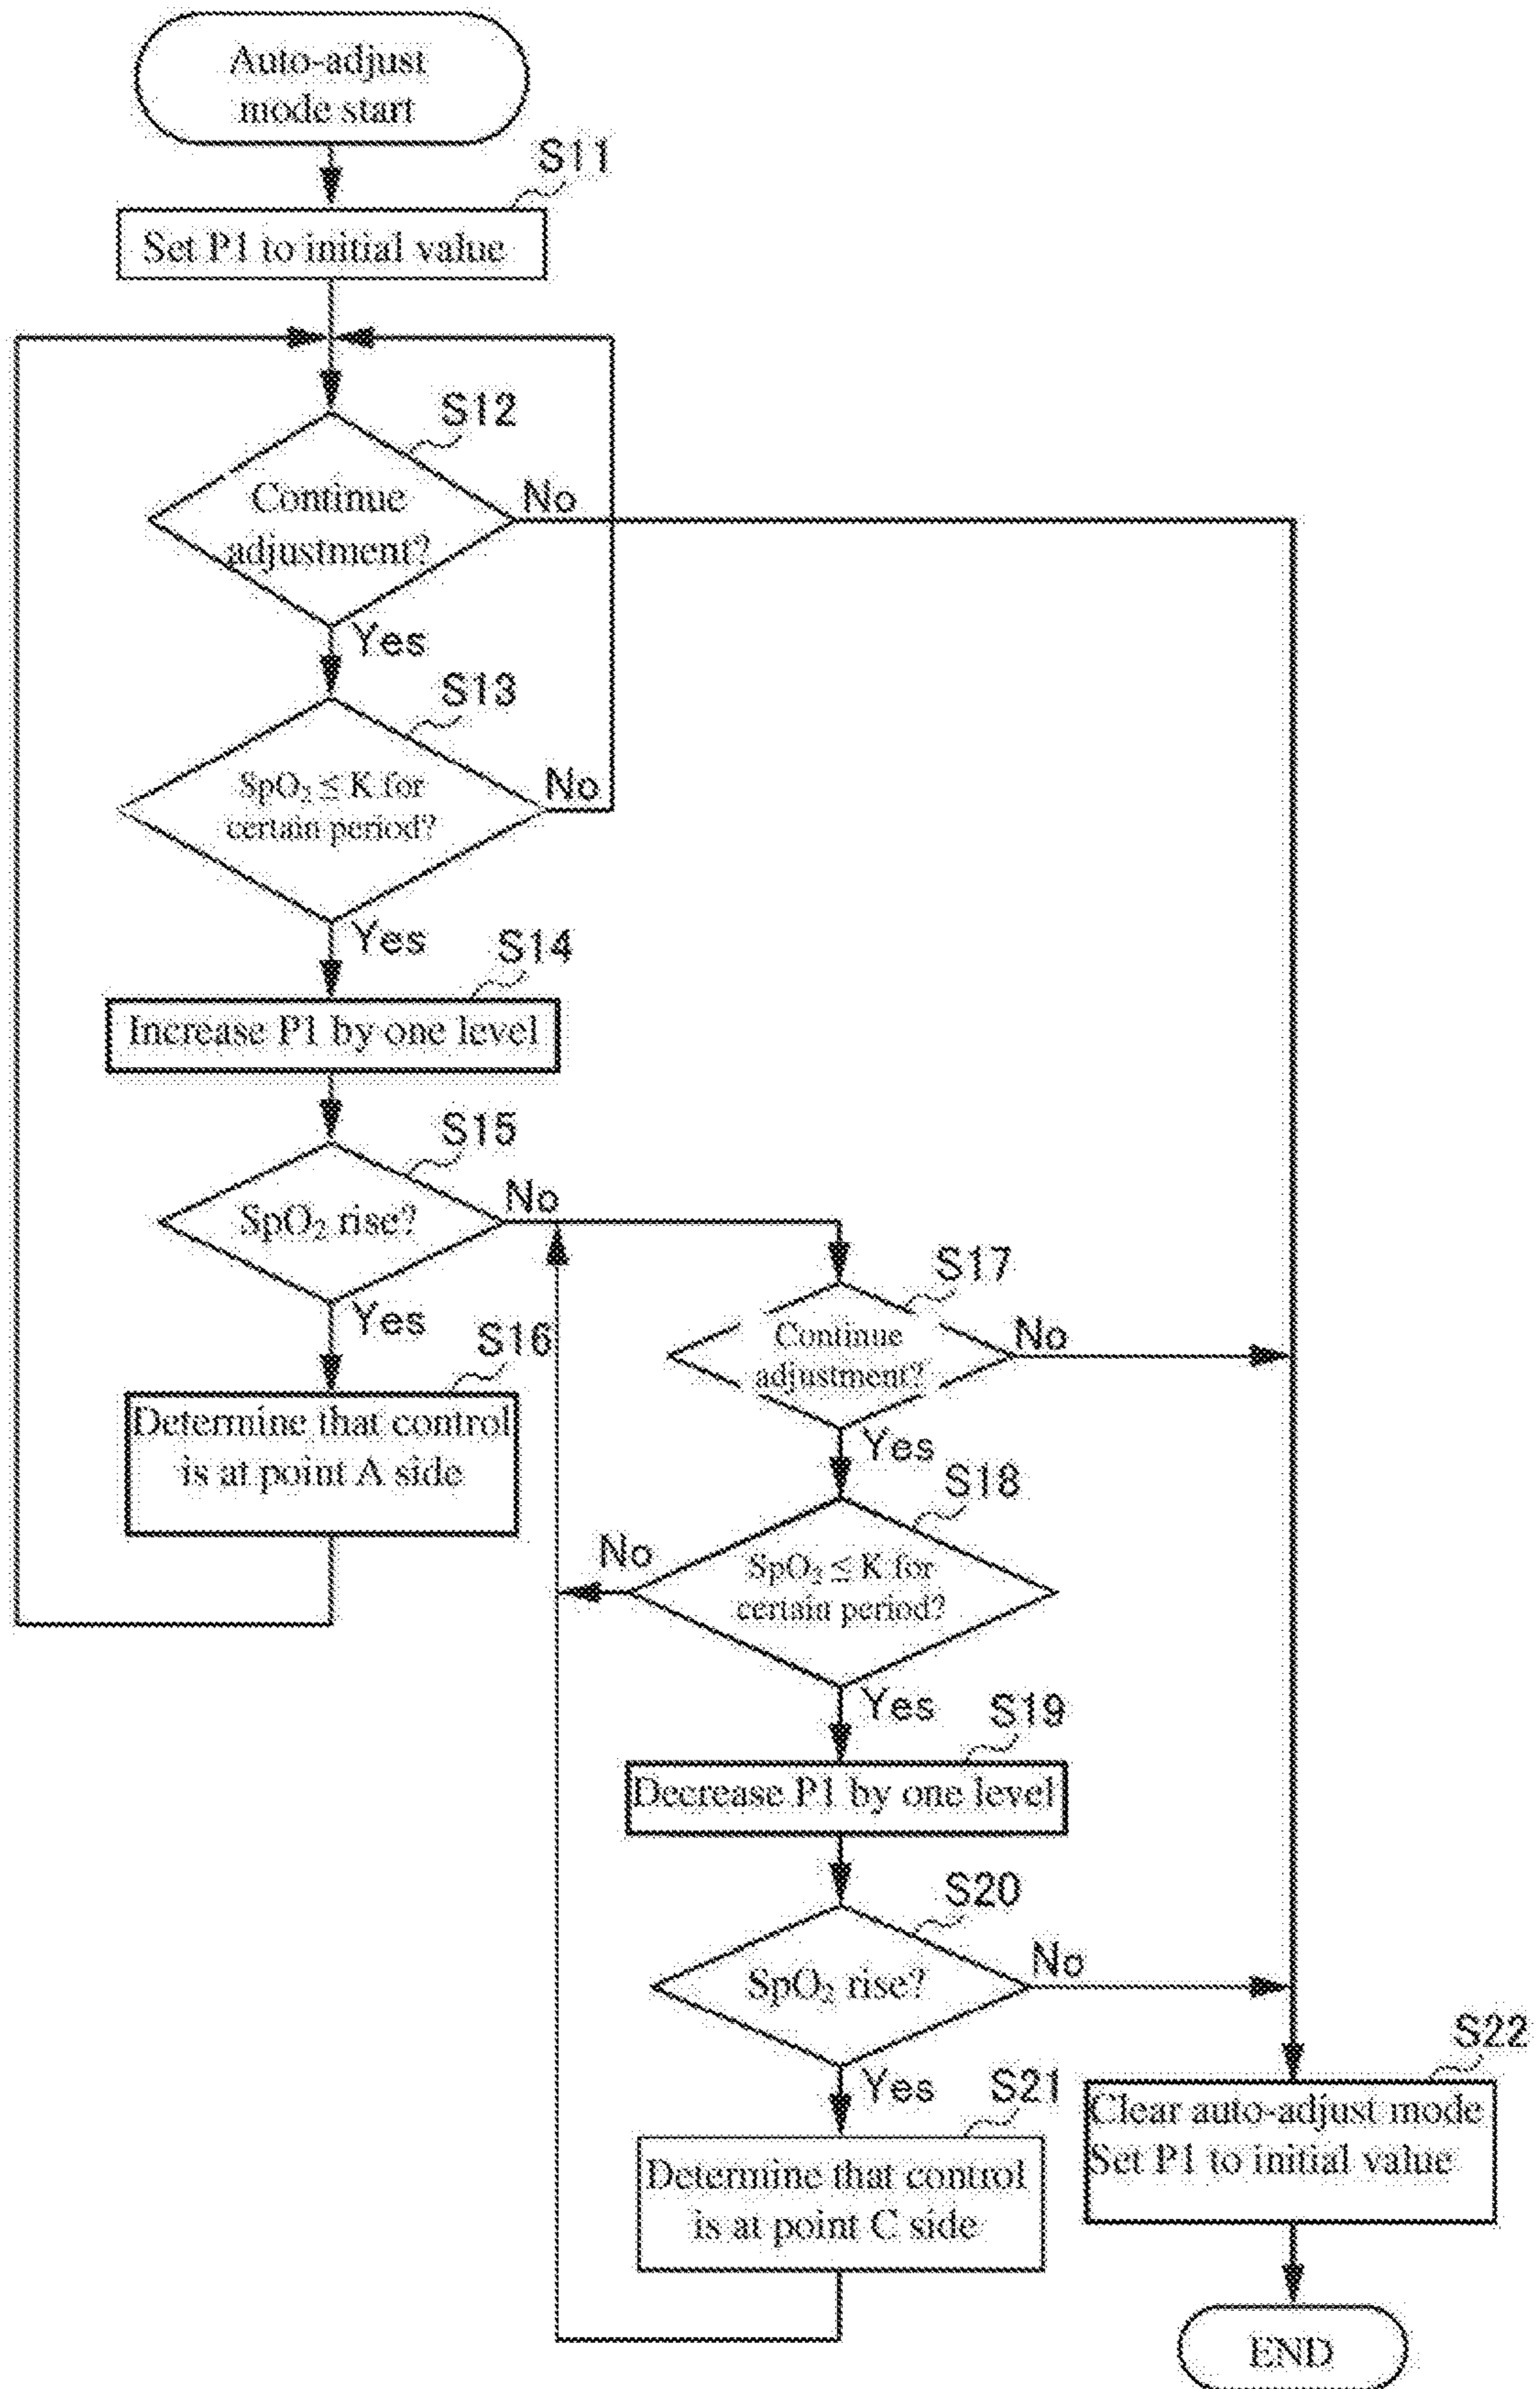 Auto-adjust
mode start
S11
Set P1 to initial value
S12
Continue
adjustment?
No
Yes
S13
SpO₂ ≤ K for
certain period?
No
Yes
S14
Increase P1 by one level
S15
SpO₂ rise?
No
Yes
S16
Determine that control
is at point A side
S17
Continue
adjustment?
No
Yes
S18
SpO₂ ≤ K for
certain period?
No
Yes
S19
Decrease P1 by one level
S20
SpO₂ rise?
No
Yes
S21
Determine that control
is at point C side
S22
Clear auto-adjust mode
Set P1 to initial value
END